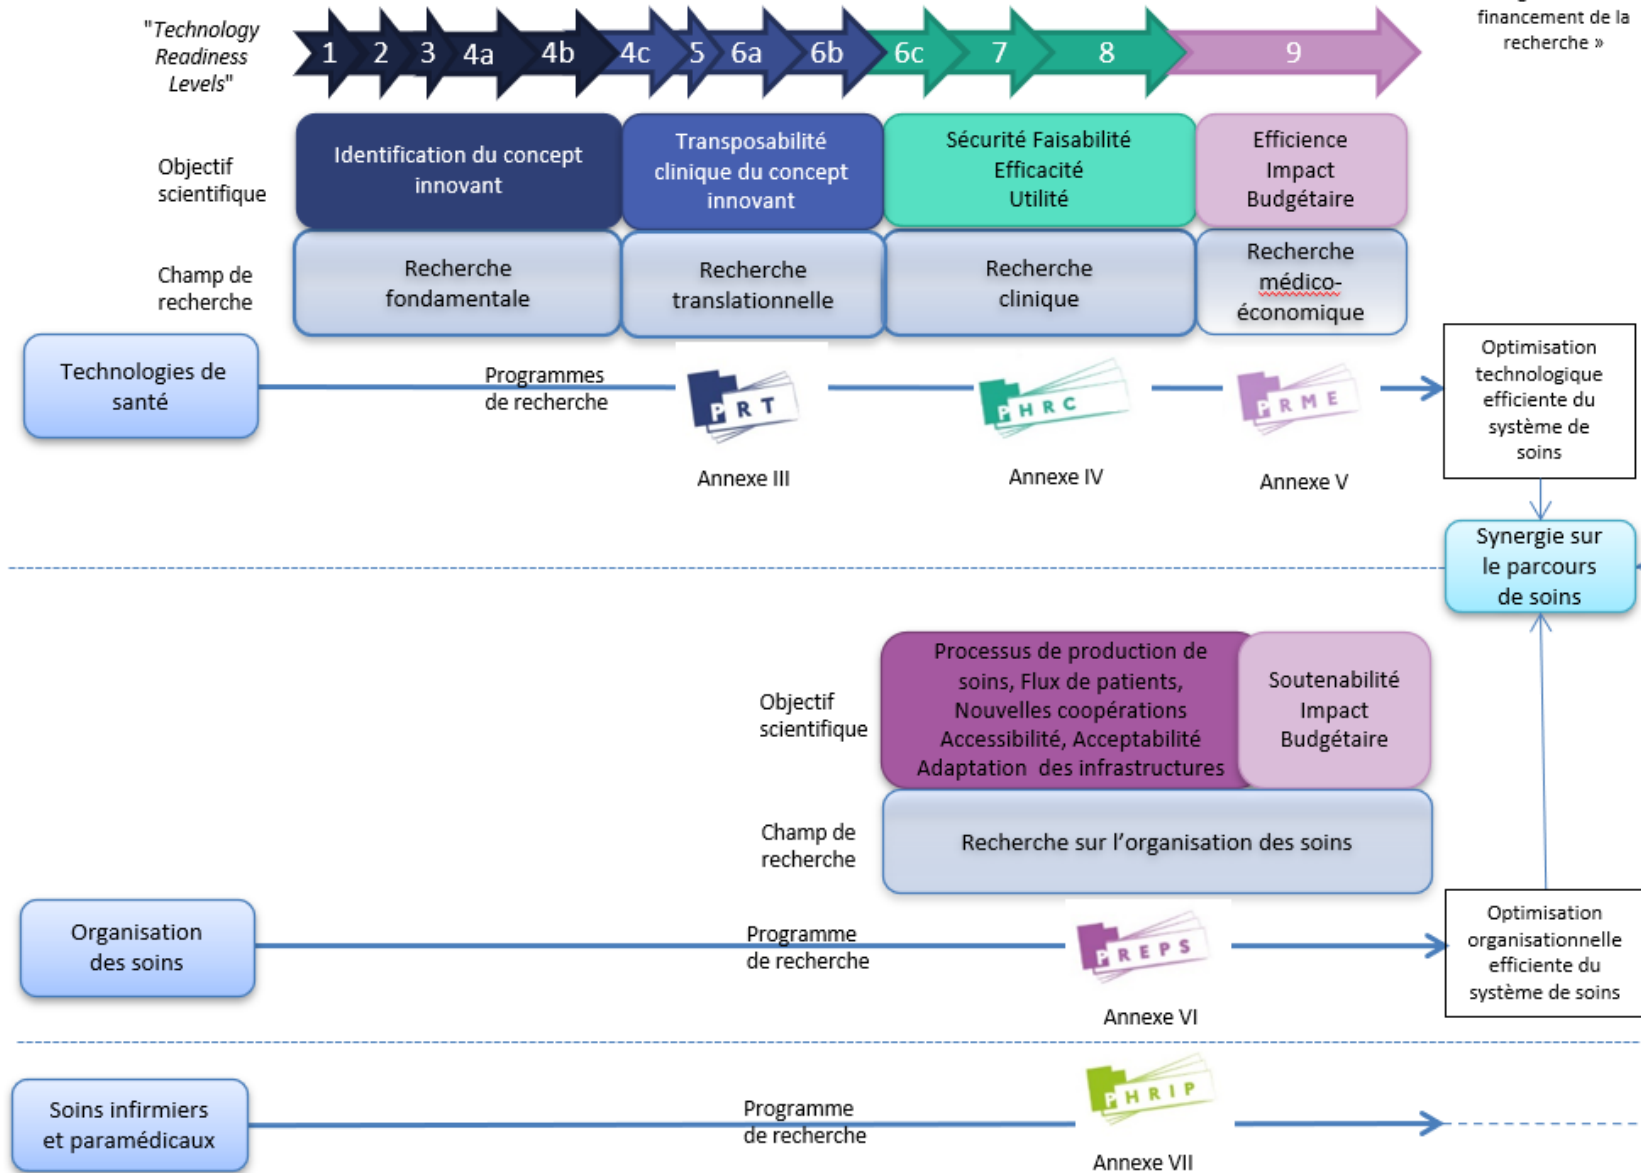 financement de la
recherche »
"Technology
Readiness
Levels"
1 2 3 4a 4b 4c 5 6a 6b 6c 7 8 9
Objectif
scientifique
Identification du concept
innovant
Transposabilité
clinique du concept
innovant
Sécurité Faisabilité
Efficacité
Utilité
Efficience
Impact
Budgétaire
Champ de
recherche
Recherche
fondamentale
Recherche
translationnelle
Recherche
clinique
Recherche
médico-
économique
Technologies de
santé
Programmes
de recherche
PRT
Annexe III
PHRC
Annexe IV
PRME
Annexe V
Optimisation
technologique
efficiente du
système de
soins
Synergie sur
le parcours
de soins
Objectif
scientifique
Processus de production de
soins, Flux de patients,
Nouvelles coopérations
Accessibilité, Acceptabilité
Adaptation des infrastructures
Soutenabilité
Impact
Budgétaire
Champ de
recherche
Recherche sur l’organisation des soins
Organisation
des soins
Programme
de recherche
PREPS
Annexe VI
Optimisation
organisationnelle
efficiente du
système de soins
Soins infirmiers
et paramédicaux
Programme
de recherche
PHRIP
Annexe VII